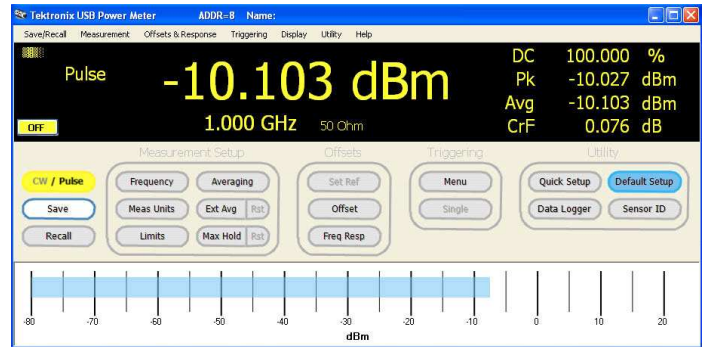 Tektronix USB Power Meter ADDR=8 Name:
Save/Recall Measurement Offsets & Response Triggering Display Utility Help
Pulse
-10.103 dBm
DC 100.000 %
Pk -10.027 dBm
Avg -10.103 dBm
CrF 0.076 dB
OFF
1.000 GHz 50 Ohm
Measurement Setup Offsets Triggering Utility
CW / Pulse Frequency Averaging Set Ref Menu Quick Setup Default Setup
Save Meas Units Ext Avg Rst Offset Single Data Logger Sensor ID
Recall Limits Max Hold Rst Freq Resp
-80 -70 -60 -50 -40 -30 -20 -10 0 10 20
dBm